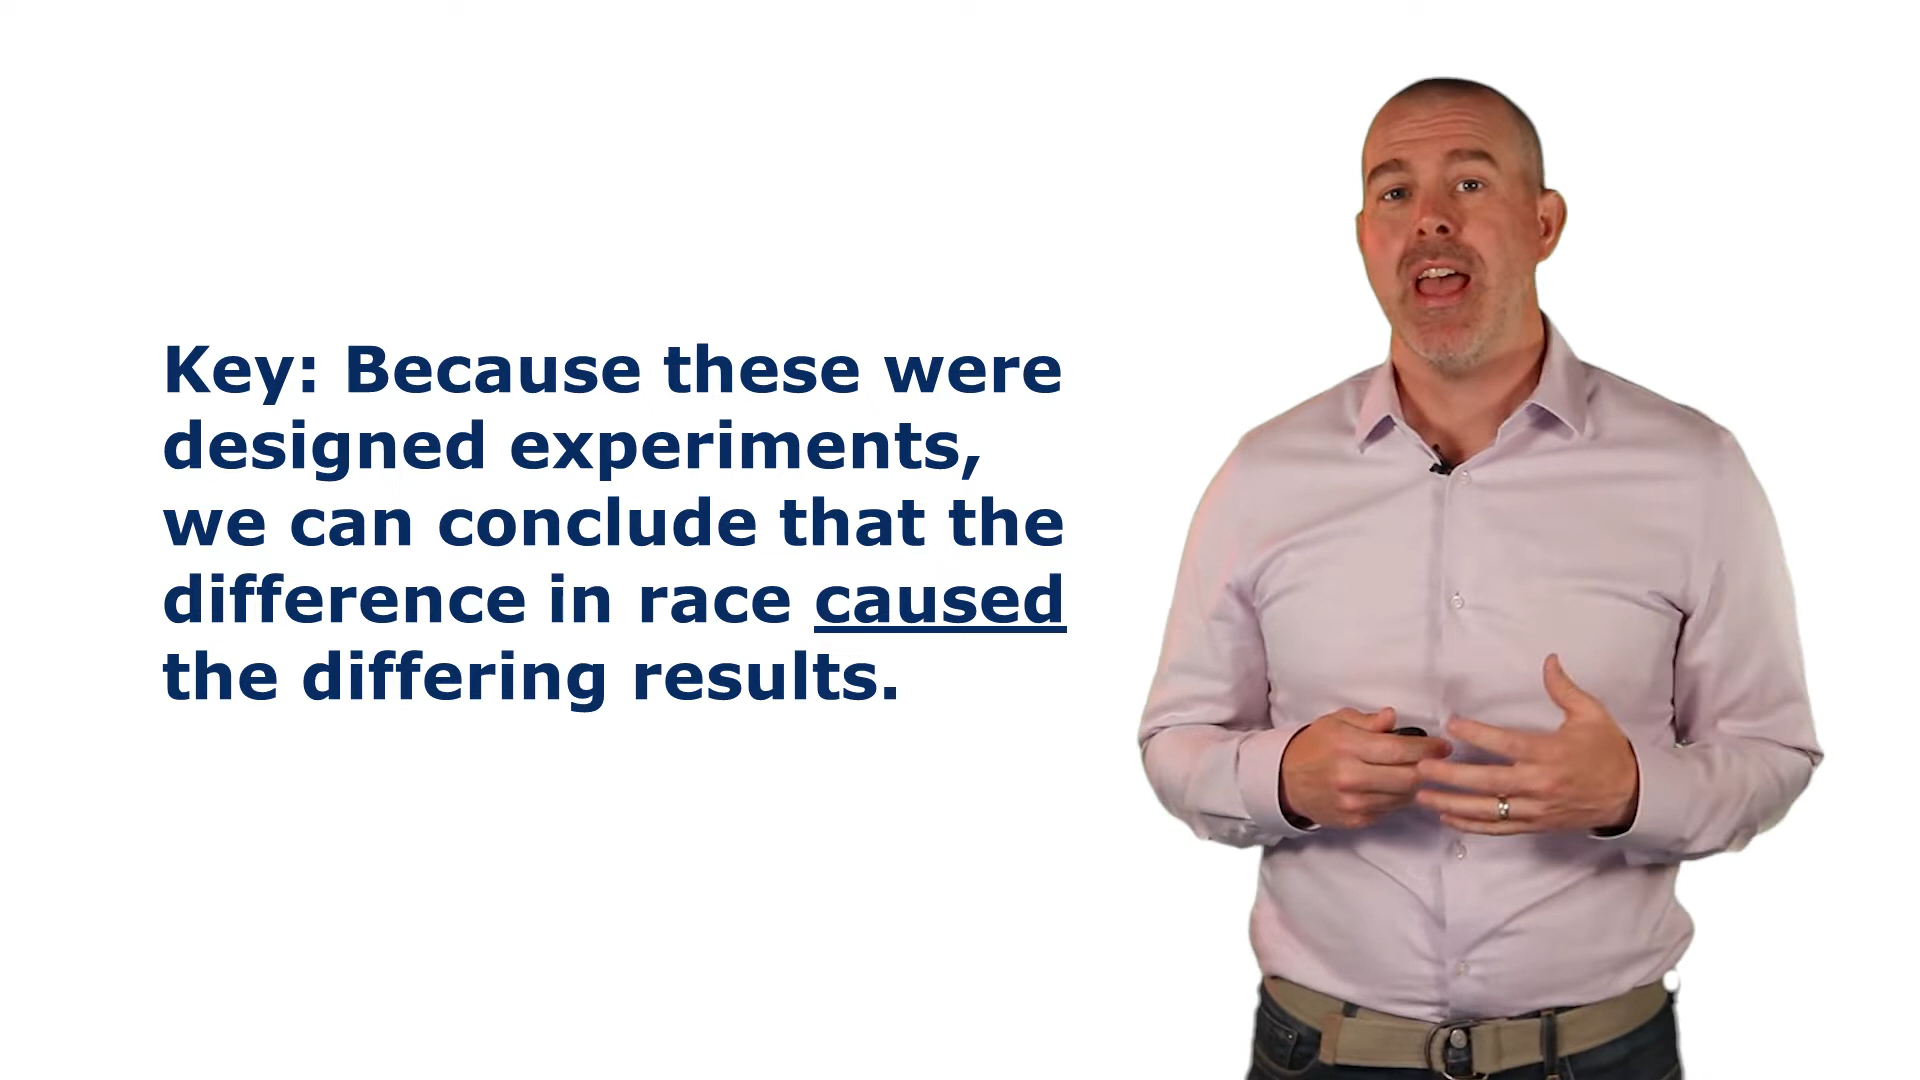 Key: Because these were
designed experiments,
we can conclude that the
difference in race caused
the differing results.